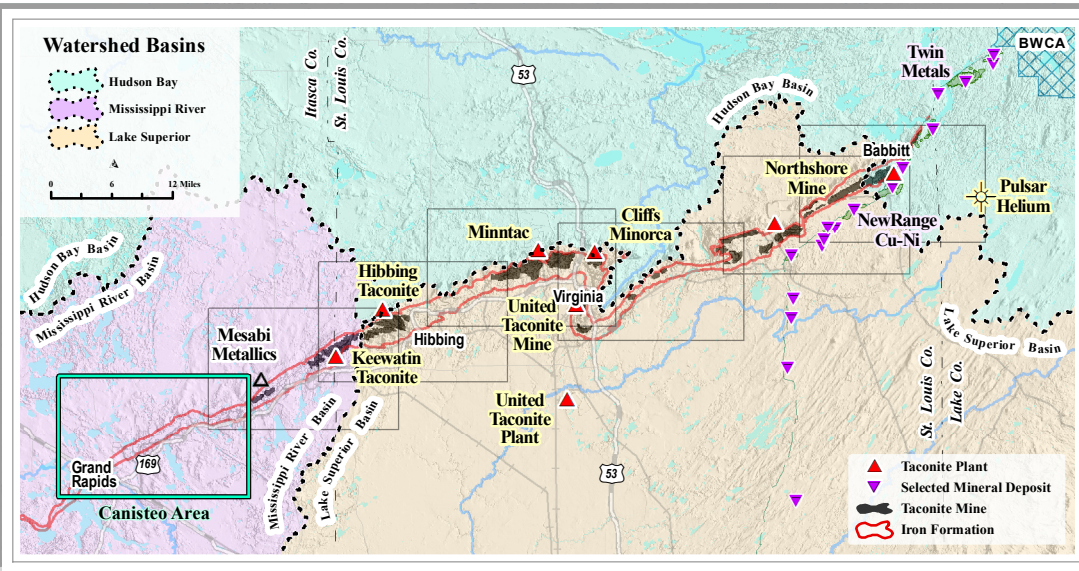 Watershed Basins
Hudson Bay
Mississippi River
Lake Superior
0 6 12 Miles
Itasca Co.
St. Louis Co.
53
Hudson Bay Basin
Twin
Metals
BWCA
Babbitt
Northshore
Mine
Pulsar
Helium
NewRange
Cu-Ni
Cliffs
Minorca
Minntac
Hibbing
Taconite
Virginia
United
Taconite
Mine
Hibbing
Keewatin
Taconite
Mesabi
Metallics
Hudson Bay Basin
Mississippi River Basin
Lake Superior Basin
St. Louis Co.
Lake Co.
United
Taconite
Plant
53
Grand
Rapids
169
Canisteo Area
Mississippi River Basin
Lake Superior Basin
Taconite Plant
Selected Mineral Deposit
Taconite Mine
Iron Formation